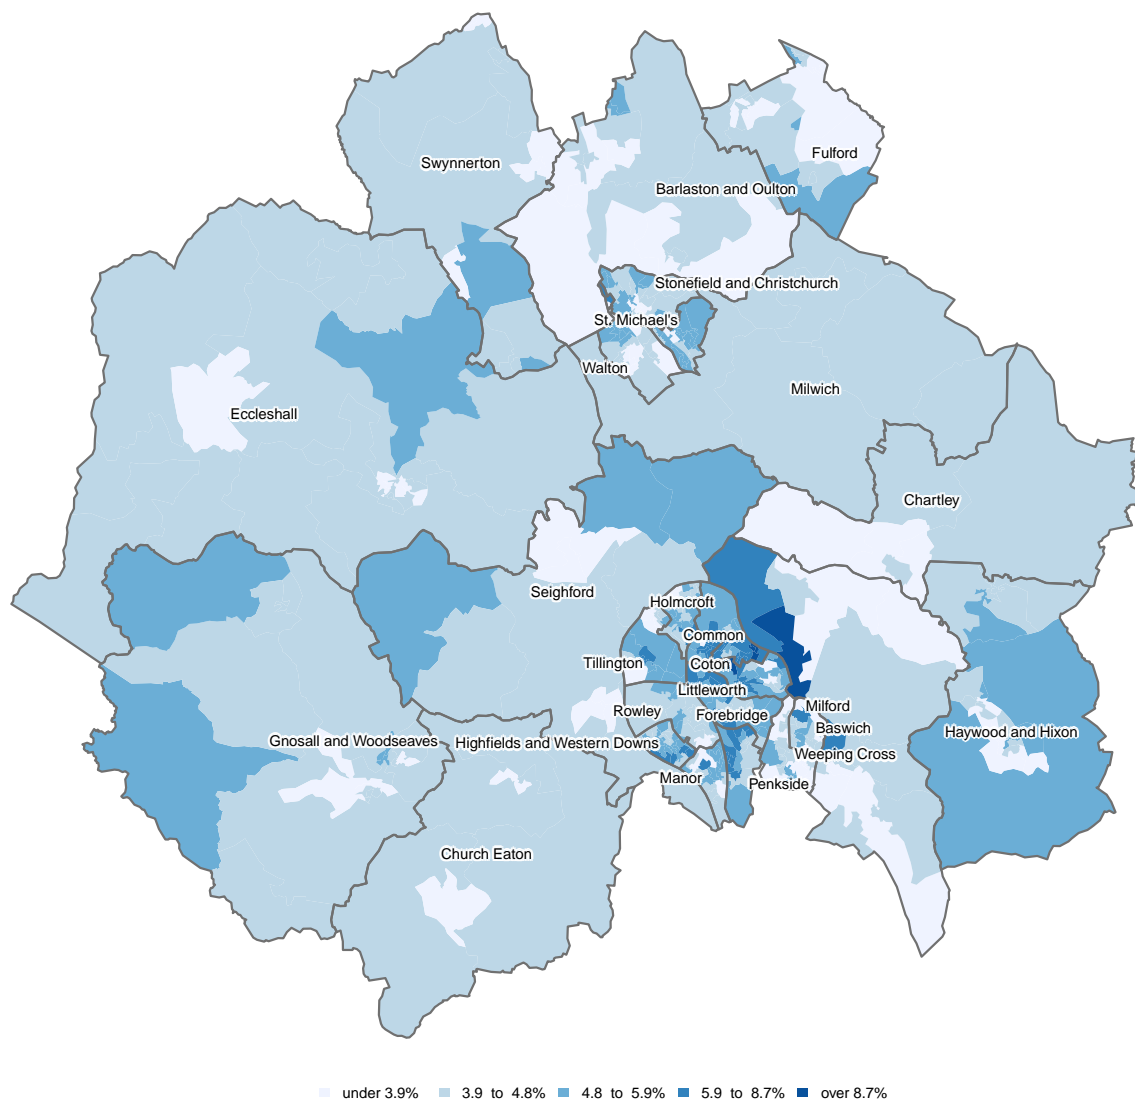 Fulford
Swynnerton
Barlaston and Oulton
Stonefield and Christchurch
St. Michael's
Walton
Milwich
Eccleshall
Chartley
Seighford
Holmcroft
Common
Tillington
Coton
Littleworth
Milford
Rowley
Forebridge
Baswich
Haywood and Hixon
Gnosall and Woodseaves
Highfields and Western Downs
Weeping Cross
Manor
Penkside
Church Eaton
under 3.9% 3.9 to 4.8% 4.8 to 5.9% 5.9 to 8.7% over 8.7%